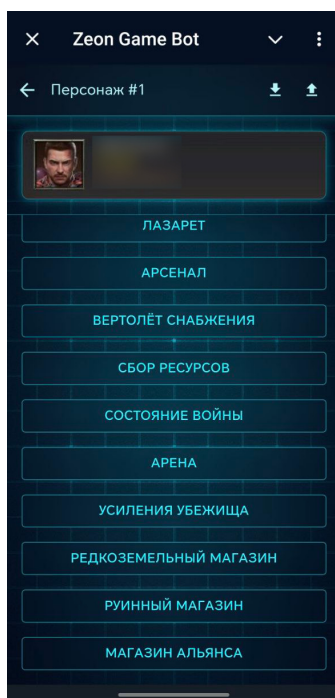 Zeon Game Bot
Персонаж #1
ЛАЗАРЕТ
АРСЕНАЛ
ВЕРТОЛЁТ СНАБЖЕНИЯ
СБОР РЕСУРСОВ
СОСТОЯНИЕ ВОЙНЫ
АРЕНА
УСИЛЕНИЯ УБЕЖИЩА
РЕДКОЗЕМЕЛЬНЫЙ МАГАЗИН
РУИННЫЙ МАГАЗИН
МАГАЗИН АЛЬЯНСА